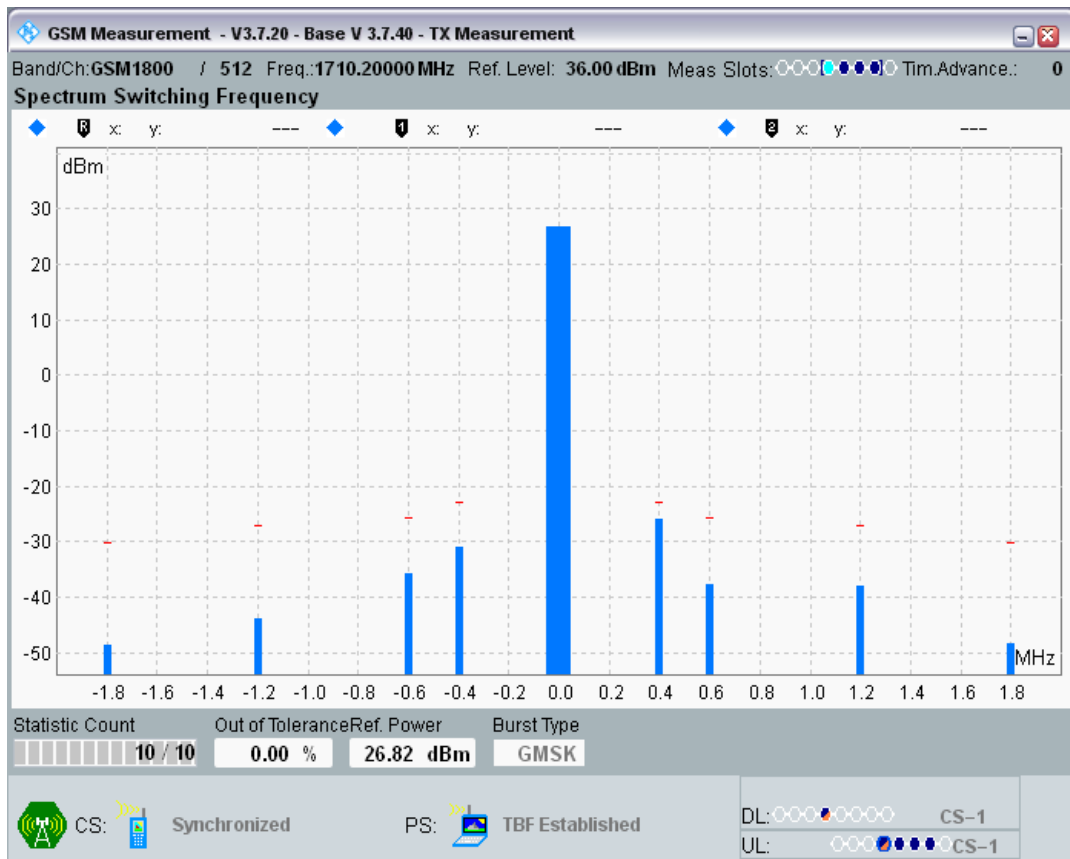 GSM Measurement - V3.7.20 - Base V 3.7.40 - TX Measurement
Band/Ch:GSM1800 / 512 Freq.:1710.20000 MHz Ref. Level: 36.00 dBm Meas Slots: Tim.Advance.: 0
Spectrum Switching Frequency
R x: y: --- 1 x: y: --- 2 x: y: ---
dBm
30
20
10
0
-10
-20
-30
-40
-50
MHz
-1.8 -1.6 -1.4 -1.2 -1.0 -0.8 -0.6 -0.4 -0.2 0.0 0.2 0.4 0.6 0.8 1.0 1.2 1.4 1.6 1.8
Statistic Count Out of Tolerance Ref. Power Burst Type
10 / 10 0.00 % 26.82 dBm GMSK
CS: Synchronized PS: TBF Established
DL: CS-1
UL: CS-1